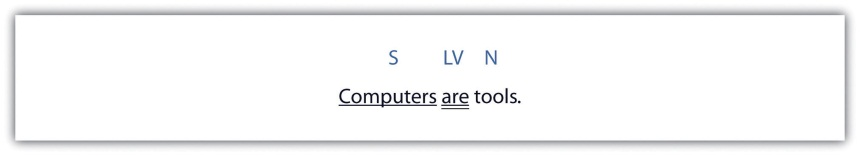 S LV N
Computers are tools.